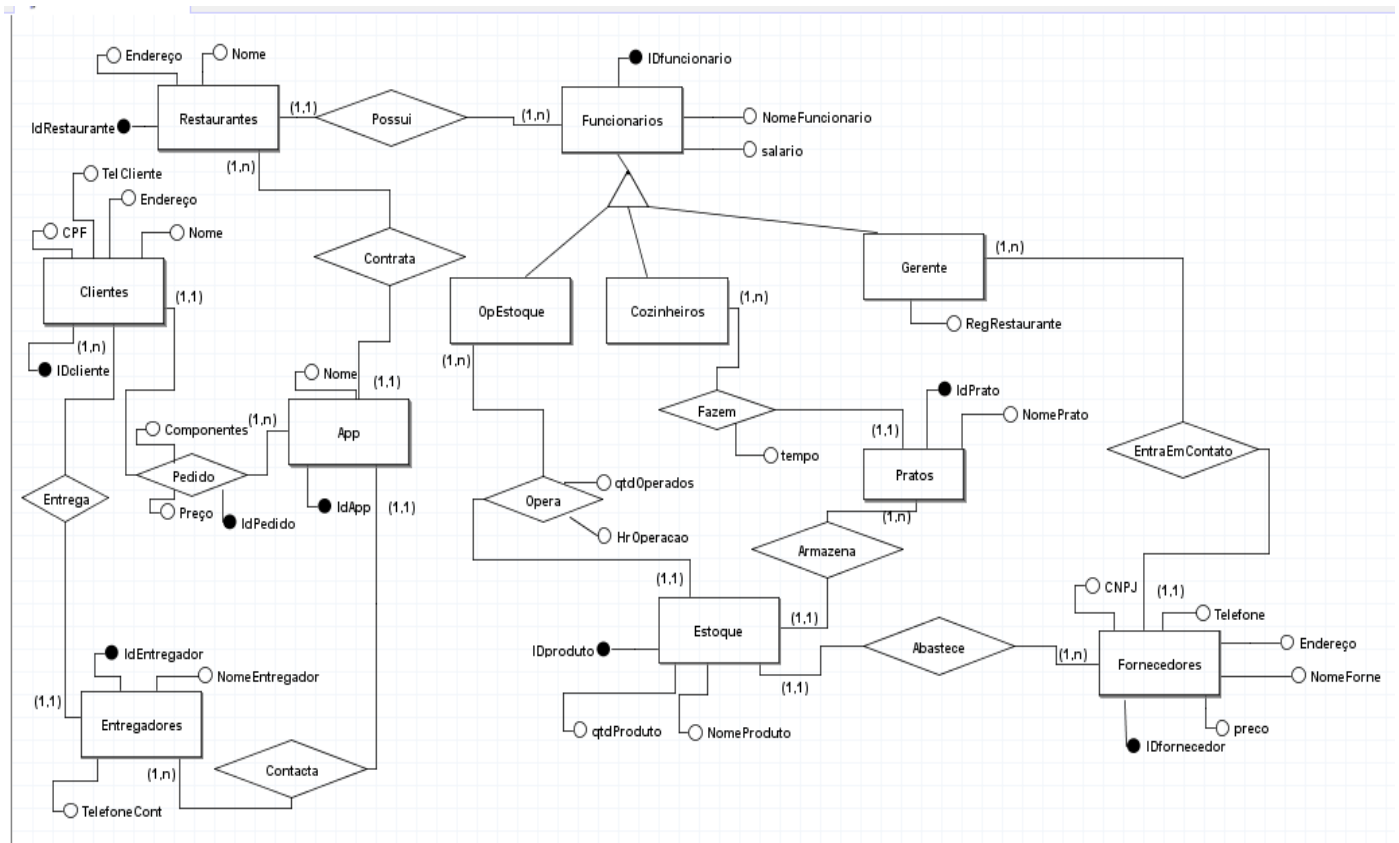 Endereço
Nome
IdRestaurante
Restaurantes
(1,1)
Possui
(1,n)
IDfuncionario
Funcionarios
NomeFuncionario
salario
(1,n)
Tel Cliente
Endereço
CPF
Nome
Clientes
(1,1)
(1,n)
IDcliente
Contrata
(1,1)
Nome
App
IdApp
(1,1)
Componentes
(1,n)
Pedido
Preço
IdPedido
Entrega
OpEstoque
(1,n)
Cozinheiros
(1,n)
Gerente
(1,n)
RegRestaurante
Fazem
tempo
(1,1)
IdPrato
NomePrato
Pratos
(1,n)
EntraEmContato
Opera
qtdOperados
HrOperacao
(1,1)
Armazena
(1,1)
Estoque
IDproduto
qtdProduto
NomeProduto
(1,1)
Abastece
(1,n)
CNPJ
(1,1)
Telefone
Endereço
NomeForne
Fornecedores
preco
IDfornecedor
IdEntregador
NomeEntregador
(1,1)
Entregadores
(1,n)
TelefoneCont
Contacta